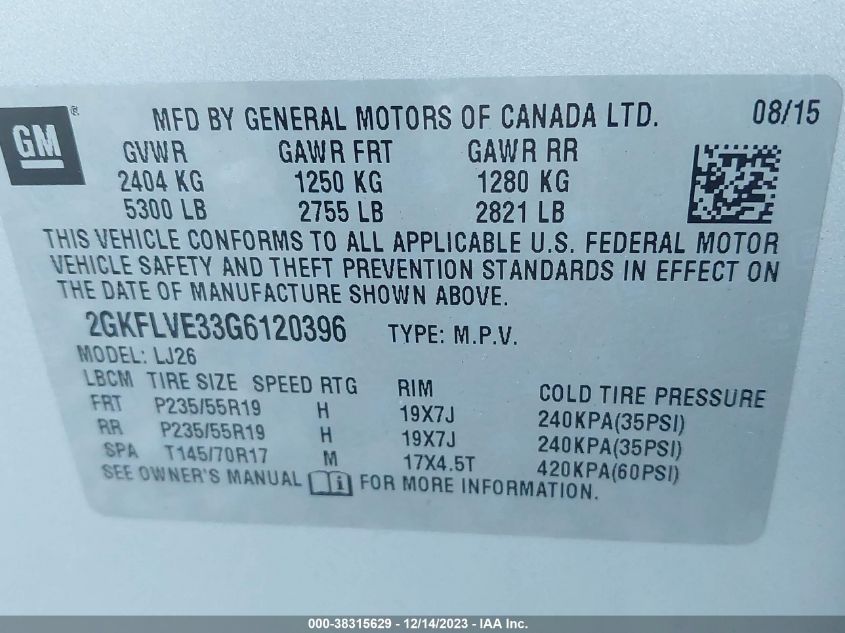 GM ®
MFD BY GENERAL MOTORS OF CANADA LTD. 08/15
GVWR GAWR FRT GAWR RR
2404 KG 1250 KG 1280 KG
5300 LB 2755 LB 2821 LB
THIS VEHICLE CONFORMS TO ALL APPLICABLE U.S. FEDERAL MOTOR
VEHICLE SAFETY AND THEFT PREVENTION STANDARDS IN EFFECT ON
THE DATE OF MANUFACTURE SHOWN ABOVE.
2GKFLVE33G6120396 TYPE: M.P.V.
MODEL: LJ26
LBCM TIRE SIZE SPEED RTG RIM COLD TIRE PRESSURE
FRT P235/55R19 H 19X7J 240KPA(35PSI)
RR P235/55R19 H 19X7J 240KPA(35PSI)
SPA T145/70R17 M 17X4.5T 420KPA(60PSI)
SEE OWNER'S MANUAL i FOR MORE INFORMATION.
000-38315629 - 12/14/2023 - IAA Inc.